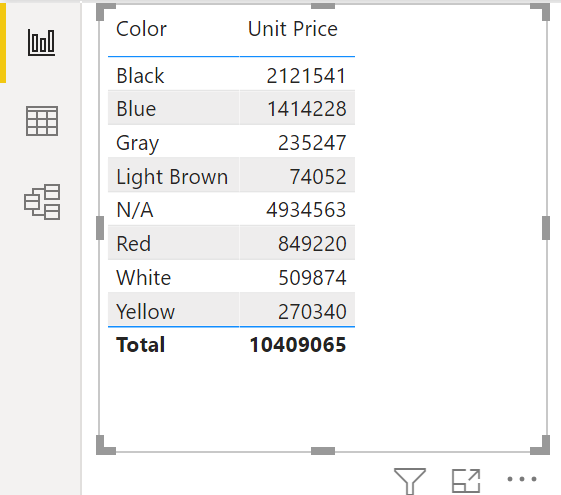 Color Unit Price
Black 2121541
Blue 1414228
Gray 235247
Light Brown 74052
N/A 4934563
Red 849220
White 509874
Yellow 270340
Total 10409065